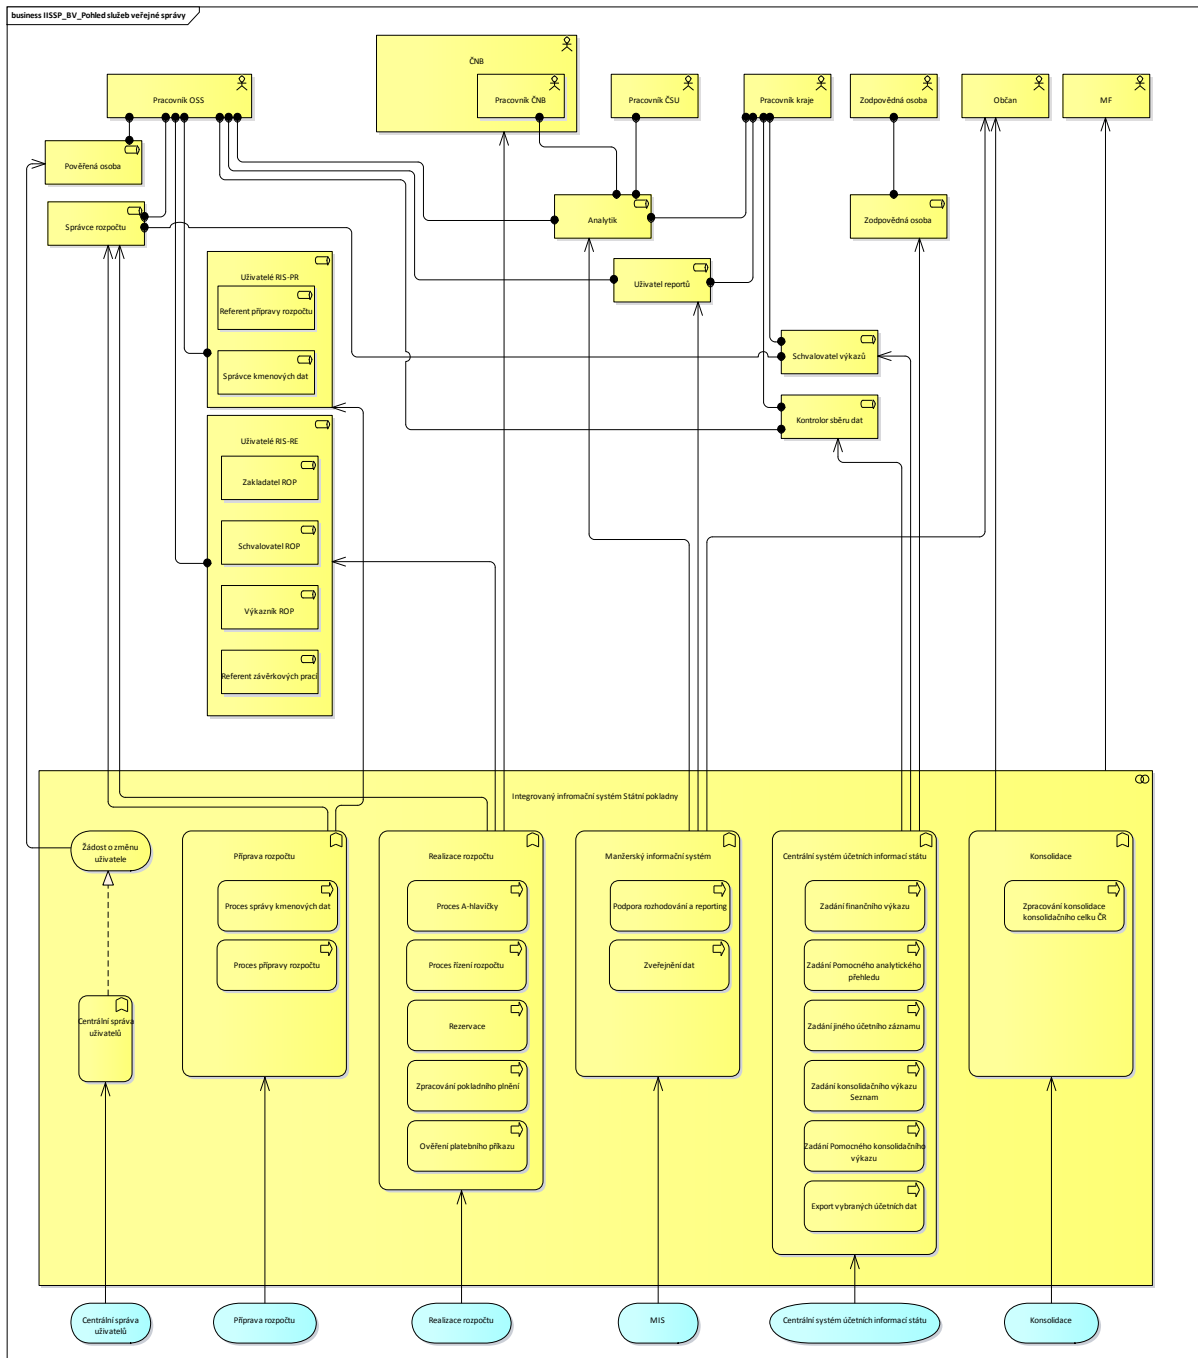 business IISSP_BV_Pohled služeb veřejné správy
ČNB
Pracovník OSS
Pracovník ČNB
Pracovník ČSU
Pracovník kraje
Zodpovědná osoba
Občan
MF
Pověřená osoba
Správce rozpočtu
Analytik
Zodpovědná osoba
Uživatelé RIS-PR
Referent přípravy rozpočtu
Správce kmenových dat
Uživatel reportů
Schvalovatel výkazů
Kontrolor sběru dat
Uživatelé RIS-RE
Zakladatel ROP
Schvalovatel ROP
Výkazník ROP
Referent závěrkových prací
Integrovaný infromační systém Státní pokladny
Žádost o změnu
uživatele
Centrální správa
uživatelů
Příprava rozpočtu
Proces správy kmenových dat
Proces přípravy rozpočtu
Realizace rozpočtu
Proces A-hlavičky
Proces řízení rozpočtu
Rezervace
Zpracování pokladního plnění
Ověření platebního příkazu
Manžerský informační systém
Podpora rozhodování a reporting
Zveřejnění dat
Centrální systém účetních informací státu
Zadání finančního výkazu
Zadání Pomocného analytického
přehledu
Zadání jiného účetního záznamu
Zadání konsolidačního výkazu
Seznam
Zadání Pomocného konsolidačního
výkazu
Export vybraných účetních dat
Konsolidace
Zpracování konsolidace
konsolidačního celku ČR
Centrální správa
uživatelů
Příprava rozpočtu
Realizace rozpočtu
MIS
Centrální systém účetních informací státu
Konsolidace